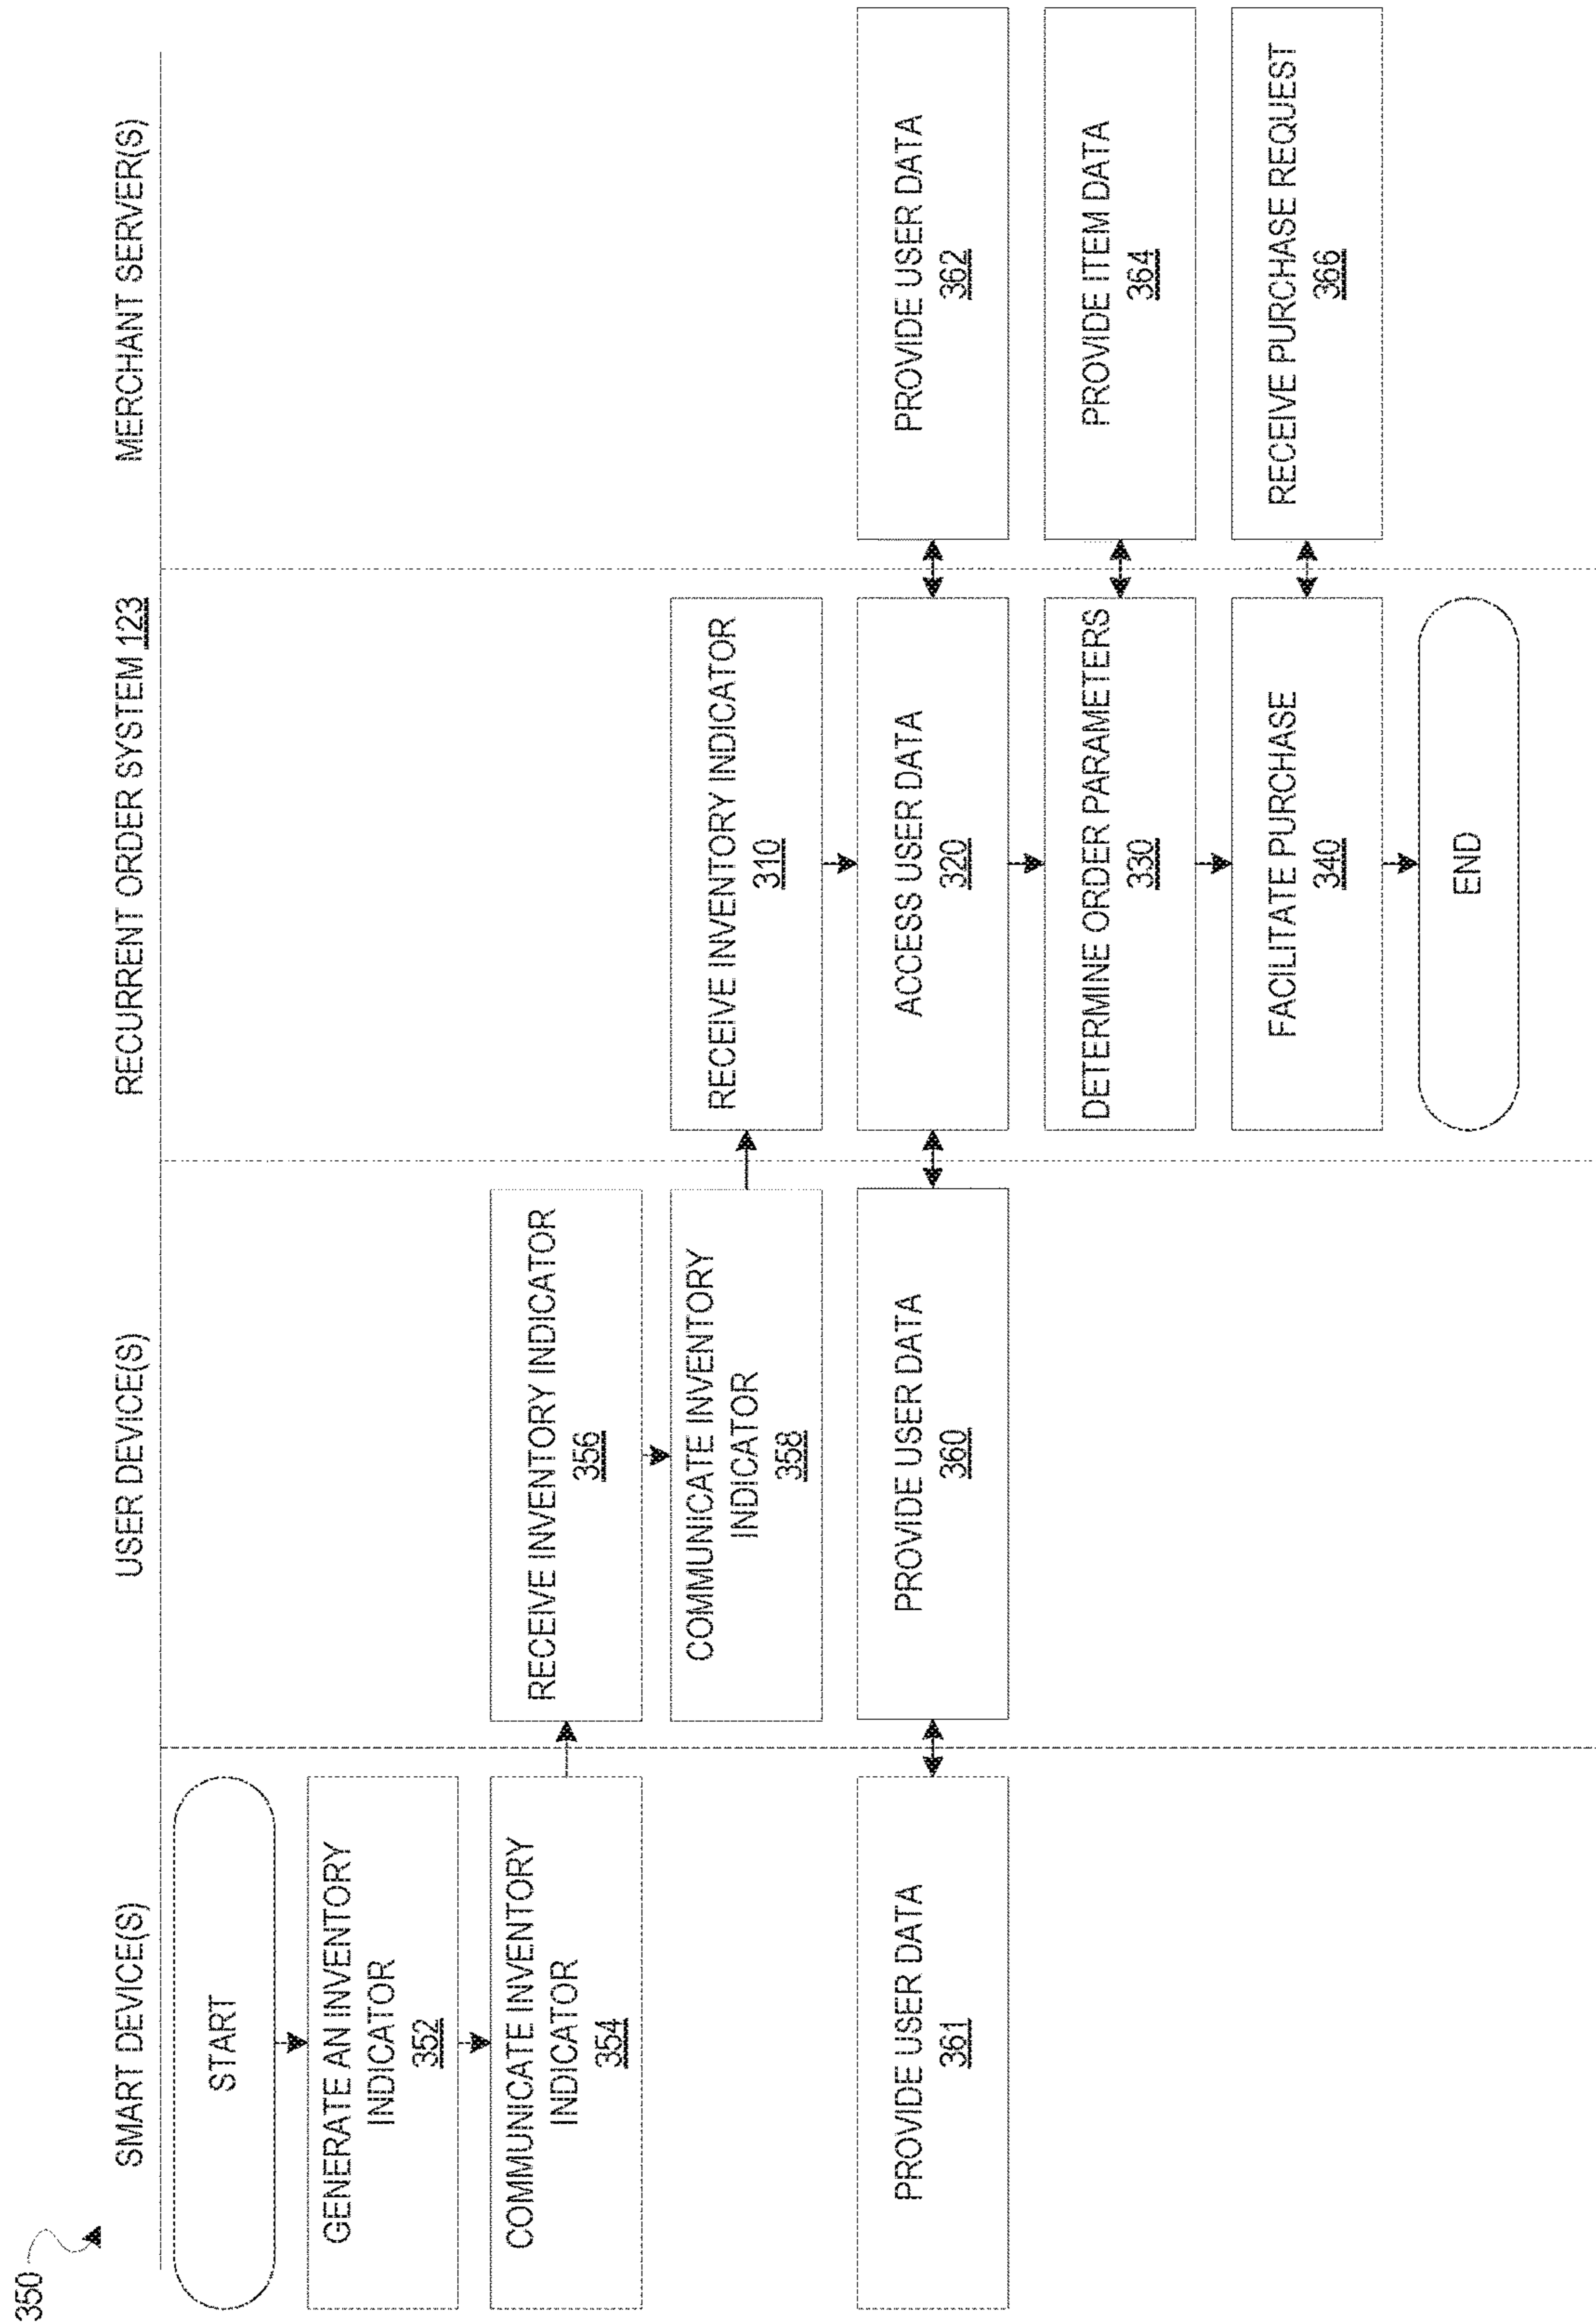 350
SMART DEVICE(S)
USER DEVICE(S)
RECURRENT ORDER SYSTEM 123
MERCHANT SERVER(S)
START
GENERATE AN INVENTORY
INDICATOR
352
COMMUNICATE INVENTORY
INDICATOR
354
RECEIVE INVENTORY INDICATOR
356
COMMUNICATE INVENTORY
INDICATOR
358
RECEIVE INVENTORY INDICATOR
310
PROVIDE USER DATA
361
PROVIDE USER DATA
360
ACCESS USER DATA
320
PROVIDE USER DATA
362
DETERMINE ORDER PARAMETERS
330
PROVIDE ITEM DATA
364
FACILITATE PURCHASE
340
RECEIVE PURCHASE REQUEST
366
END